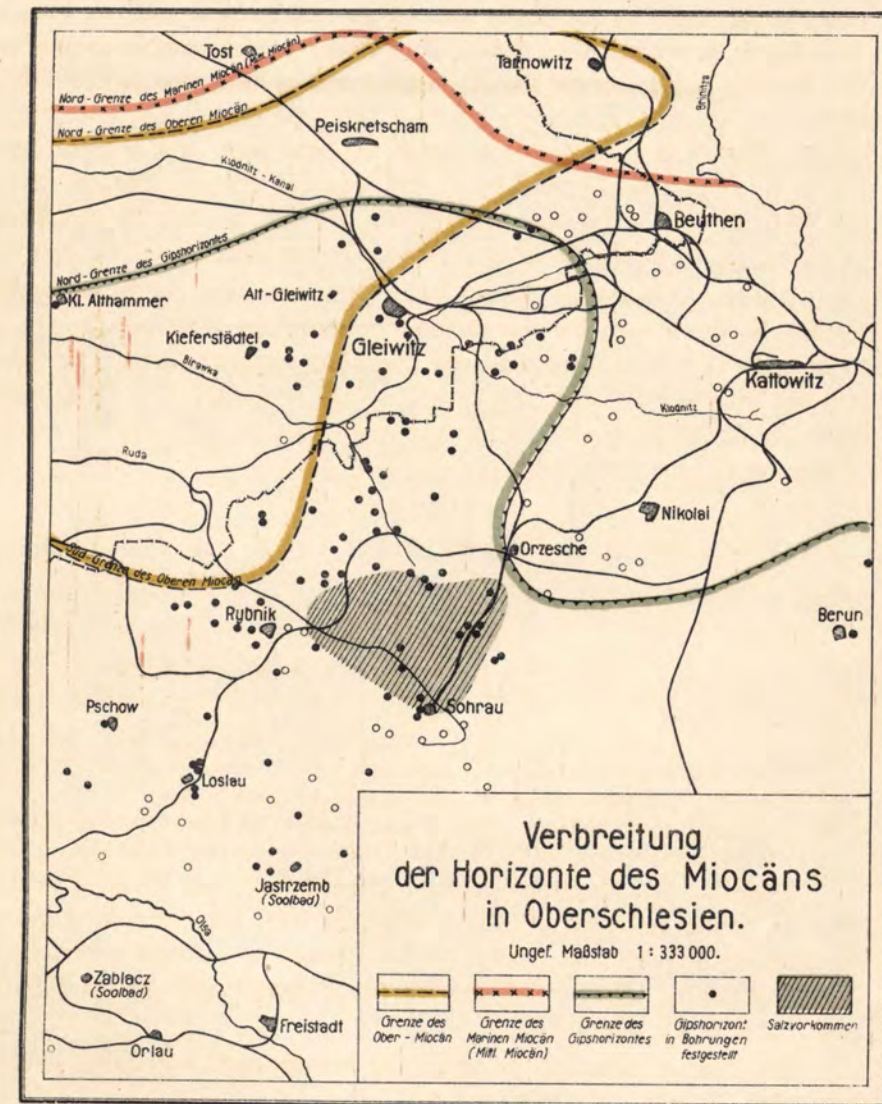 Tost
Tarnowitz
Brinitza
Nord-Grenze des Marinen Miocän (Mittl. Miocän)
Nord-Grenze des Oberen Miocän
Peiskretscham
Klodnitz-Kanal
Beuthen
Nord-Grenze des Gipshorizontes
Kl. Althammer
Alt-Gleiwitz
Kieferstädtel
Gleiwitz
Birawka
Kattowitz
Klodnitz
Ruda
Nikolai
Orzesche
Süd-Grenze des Oberen Miocän
Rybnik
Berun
Pschow
Sohrau
Loslau
Jastrzemb
(Soolbad)
Olsa
Zablacz
(Soolbad)
Freistadt
Orlau
Verbreitung
der Horizonte des Miocäns
in Oberschlesien.
Ungef. Maßstab 1 : 333 000.
Grenze des
Ober - Miocän
Grenze des
Marinen Miocän
(Mittl. Miocän)
Grenze des
Gipshorizontes
Gipshorizont
in Bohrungen
festgestellt
Salzvorkommen